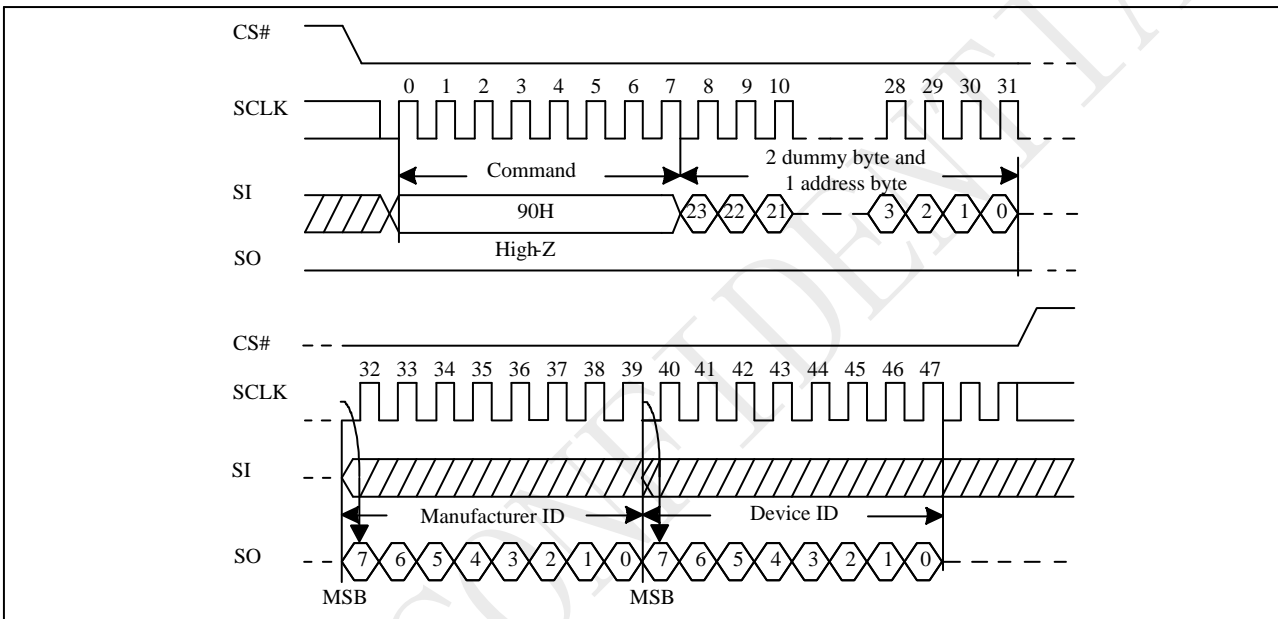 CS#
0 1 2 3 4 5 6 7 8 9 10 28 29 30 31
SCLK
Command
2 dummy byte and
1 address byte
SI
90H
23 22 21 3 2 1 0
High-Z
SO
CS#
32 33 34 35 36 37 38 39 40 41 42 43 44 45 46 47
SCLK
SI
Manufacturer ID
Device ID
SO
7 6 5 4 3 2 1 0 7 6 5 4 3 2 1 0
MSB
MSB
CONFIDENTIA